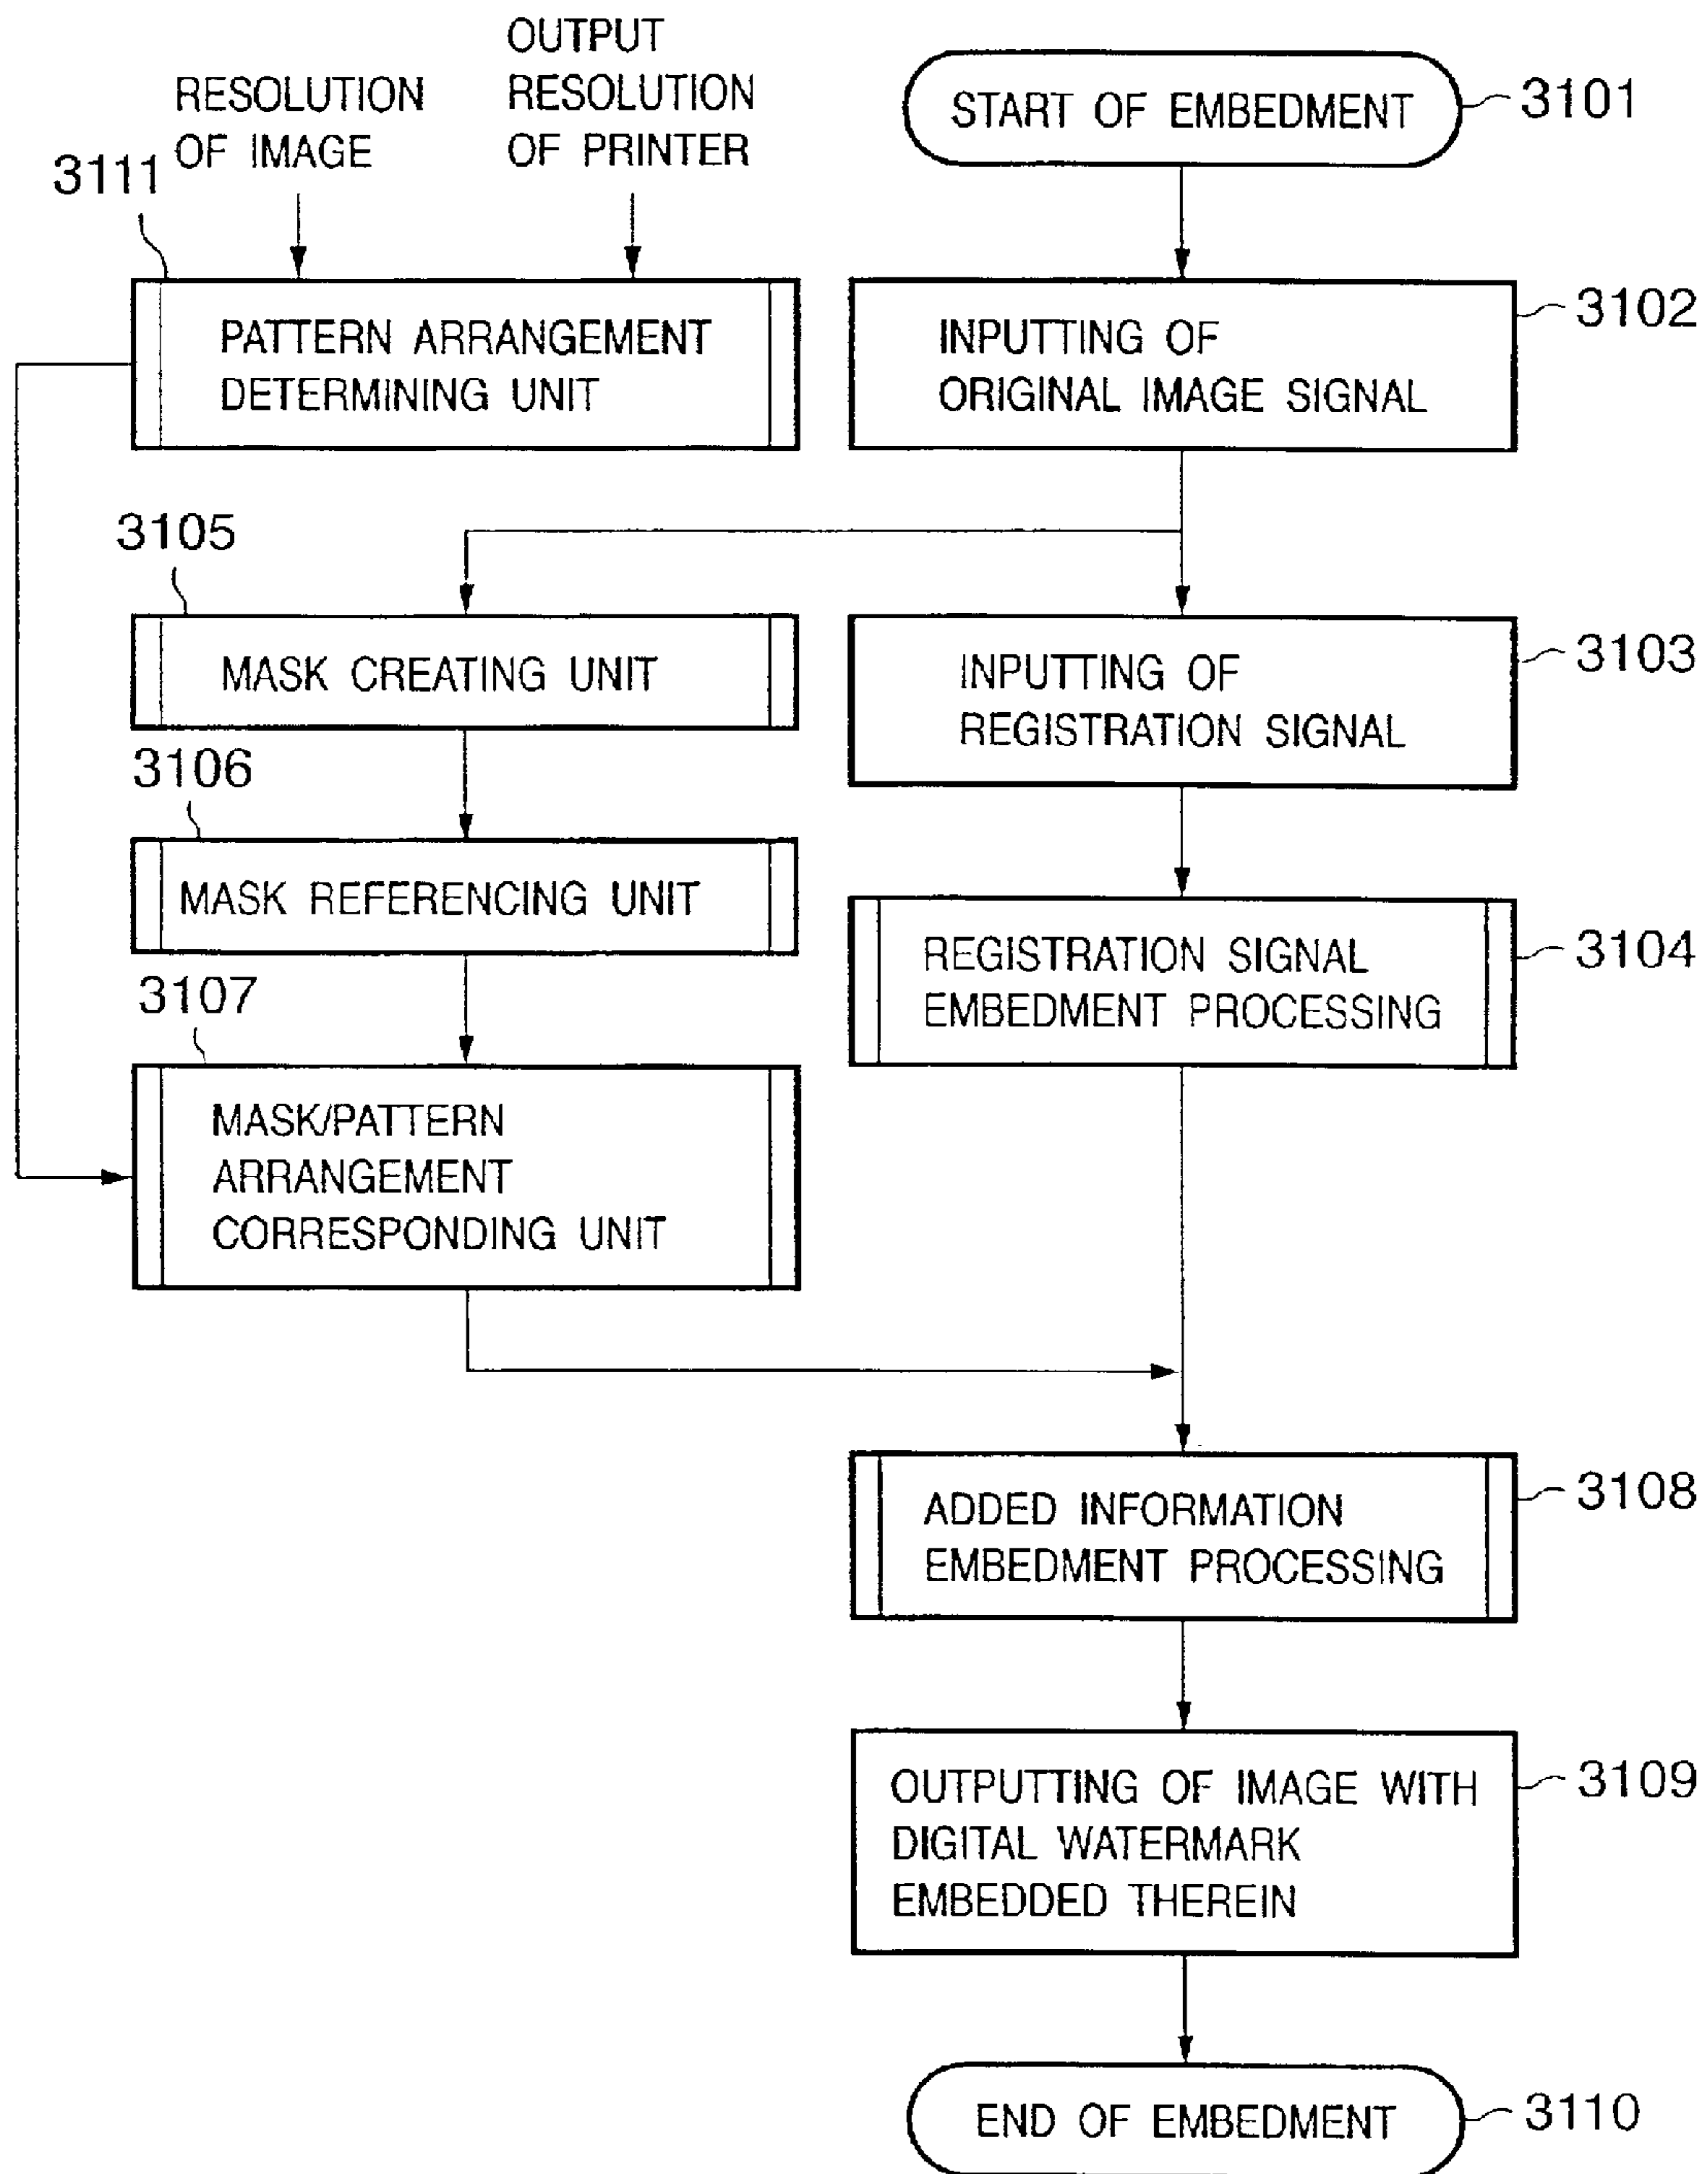 RESOLUTION
OF IMAGE
OUTPUT
RESOLUTION
OF PRINTER
START OF EMBEDMENT
3101
3111
PATTERN ARRANGEMENT
DETERMINING UNIT
INPUTTING OF
ORIGINAL IMAGE SIGNAL
3102
3105
MASK CREATING UNIT
INPUTTING OF
REGISTRATION SIGNAL
3103
3106
MASK REFERENCING UNIT
REGISTRATION SIGNAL
EMBEDMENT PROCESSING
3104
3107
MASK/PATTERN
ARRANGEMENT
CORRESPONDING UNIT
ADDED INFORMATION
EMBEDMENT PROCESSING
3108
OUTPUTTING OF IMAGE WITH
DIGITAL WATERMARK
EMBEDDED THEREIN
3109
END OF EMBEDMENT
3110